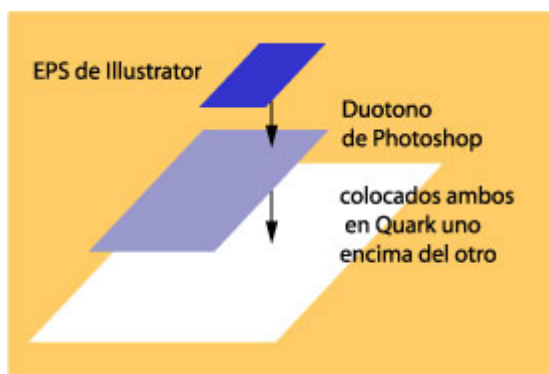 EPS de Illustrator
Duotono
de Photoshop
colocados ambos
en Quark uno
encima del otro